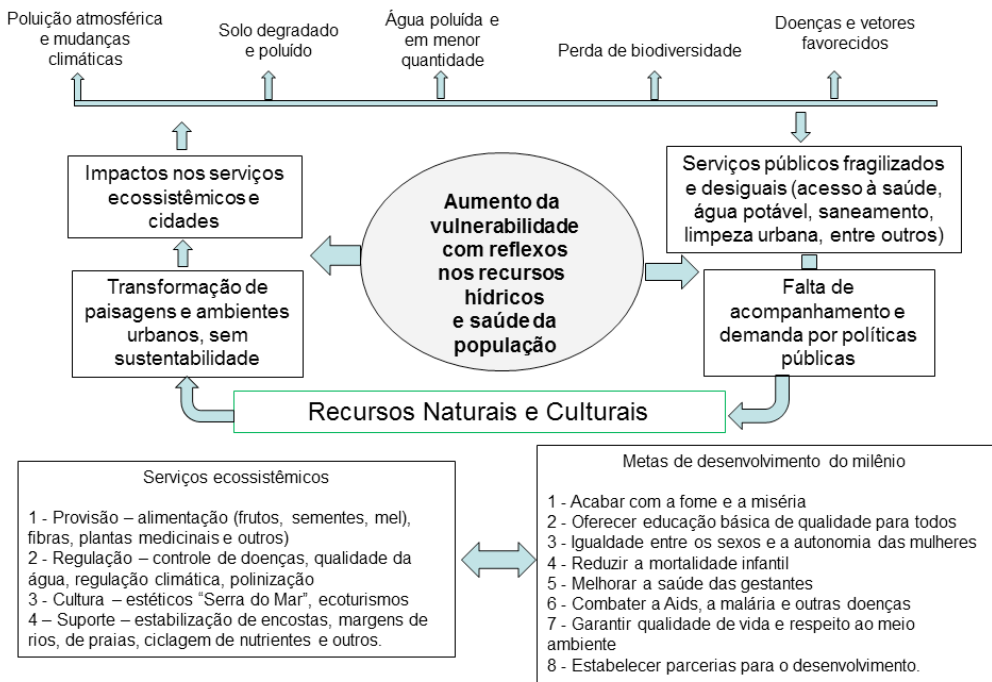 Poluição atmosférica
e mudanças
climáticas
Solo degradado
e poluído
Água poluída e
em menor
quantidade
Perda de biodiversidade
Doenças e vetores
favorecidos
Impactos nos serviços
ecossistêmicos e
cidades
Transformação de
paisagens e ambientes
urbanos, sem
sustentabilidade
Aumento da
vulnerabilidade
com reflexos
nos recursos
hídricos
e saúde da
população
Serviços públicos fragilizados
e desiguais (acesso à saúde,
água potável, saneamento,
limpeza urbana, entre outros)
Falta de
acompanhamento e
demanda por políticas
públicas
Recursos Naturais e Culturais
Serviços ecossistêmicos
1 - Provisão – alimentação (frutos, sementes, mel),
fibras, plantas medicinais e outros)
2 - Regulação – controle de doenças, qualidade da
água, regulação climática, polinização
3 - Cultura – estéticos “Serra do Mar”, ecoturismos
4 – Suporte – estabilização de encostas, margens de
rios, de praias, ciclagem de nutrientes e outros.
Metas de desenvolvimento do milênio
1 - Acabar com a fome e a miséria
2 - Oferecer educação básica de qualidade para todos
3 - Igualdade entre os sexos e a autonomia das mulheres
4 - Reduzir a mortalidade infantil
5 - Melhorar a saúde das gestantes
6 - Combater a Aids, a malária e outras doenças
7 - Garantir qualidade de vida e respeito ao meio
ambiente
8 - Estabelecer parcerias para o desenvolvimento.